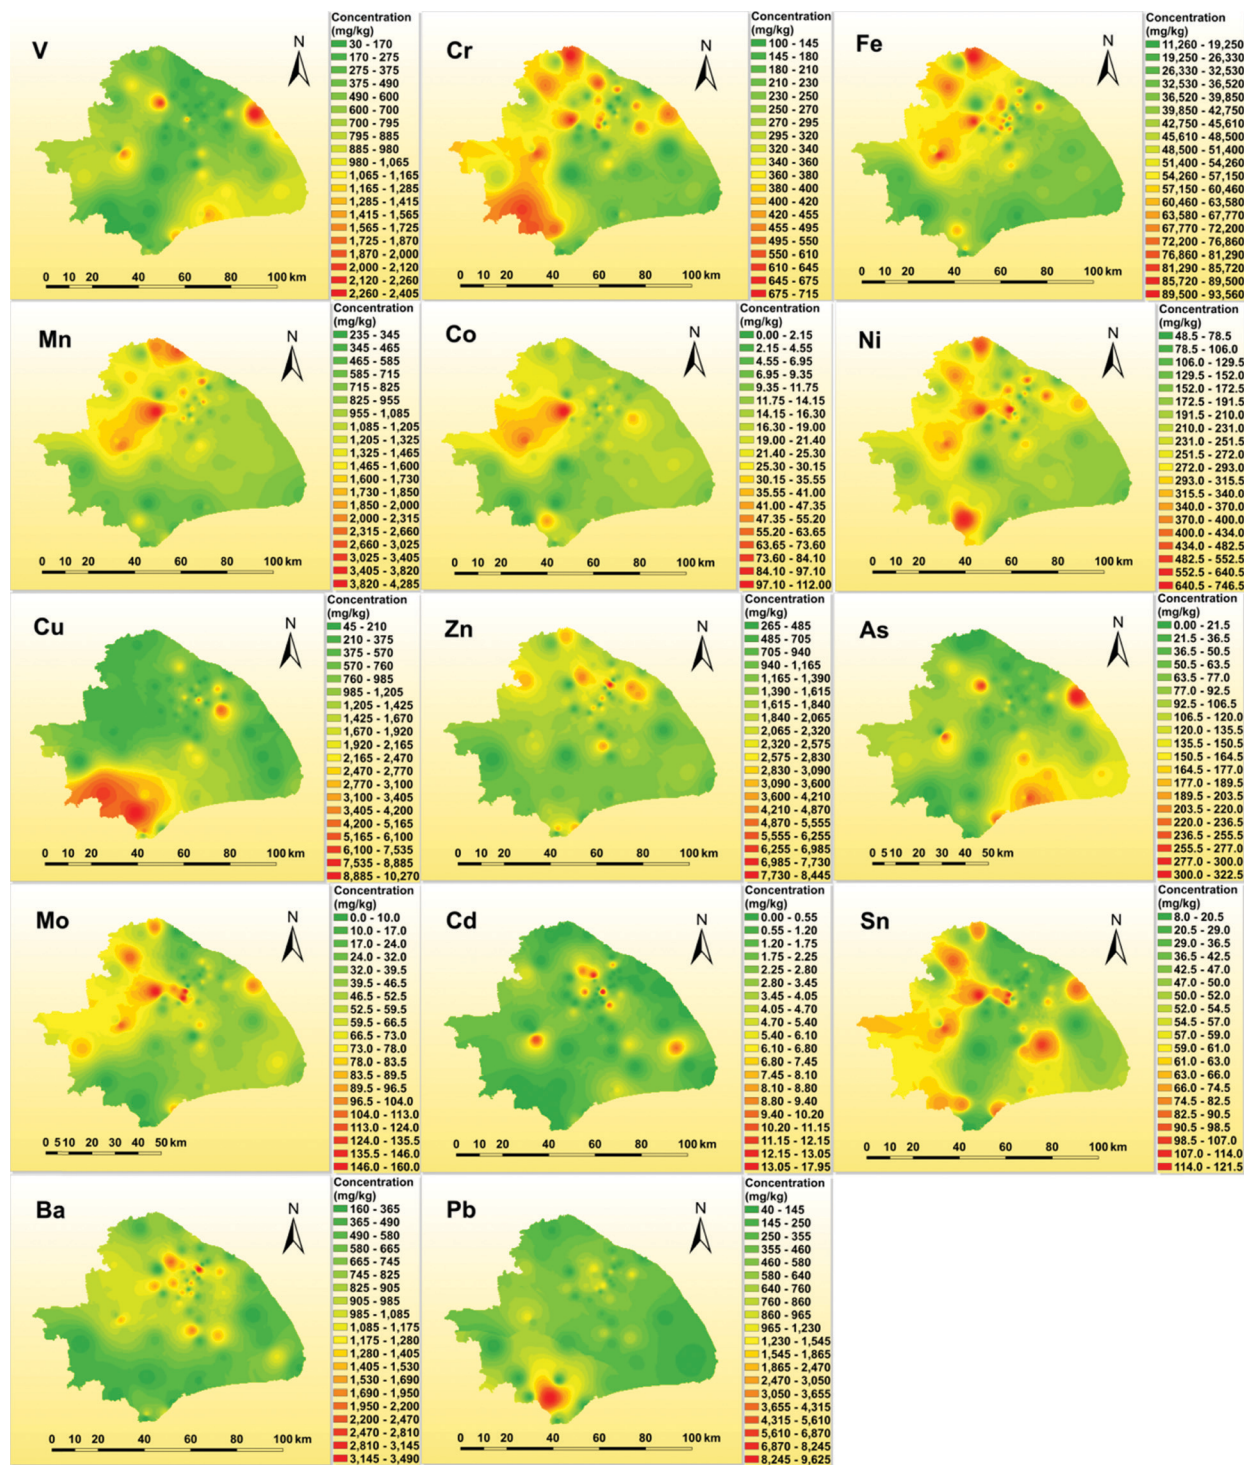 V
N
Concentration
(mg/kg)
30 - 170
170 - 275
275 - 375
375 - 490
490 - 600
600 - 700
700 - 795
795 - 885
885 - 980
980 - 1,065
1,065 - 1,165
1,165 - 1,285
1,285 - 1,415
1,415 - 1,565
1,565 - 1,725
1,725 - 1,870
1,870 - 2,000
2,000 - 2,120
2,120 - 2,260
2,260 - 2,405
0 10 20 40 60 80 100 km
Cr
N
Concentration
(mg/kg)
100 - 145
145 - 180
180 - 210
210 - 230
230 - 250
250 - 270
270 - 295
295 - 320
320 - 340
340 - 360
360 - 380
380 - 400
400 - 420
420 - 455
455 - 495
495 - 550
550 - 610
610 - 645
645 - 675
675 - 715
0 10 20 40 60 80 100 km
Fe
N
Concentration
(mg/kg)
11,260 - 19,250
19,250 - 26,330
26,330 - 32,530
32,530 - 36,520
36,520 - 39,850
39,850 - 42,750
42,750 - 45,610
45,610 - 48,500
48,500 - 51,400
51,400 - 54,260
54,260 - 57,150
57,150 - 60,460
60,460 - 63,580
63,580 - 67,770
67,770 - 72,200
72,200 - 76,860
76,860 - 81,290
81,290 - 85,720
85,720 - 89,500
89,500 - 93,560
0 10 20 40 60 80 100 km
Mn
N
Concentration
(mg/kg)
235 - 345
345 - 465
465 - 585
585 - 715
715 - 825
825 - 955
955 - 1,085
1,085 - 1,205
1,205 - 1,325
1,325 - 1,465
1,465 - 1,600
1,600 - 1,730
1,730 - 1,850
1,850 - 2,000
2,000 - 2,315
2,315 - 2,660
2,660 - 3,025
3,025 - 3,405
3,405 - 3,820
3,820 - 4,285
0 10 20 40 60 80 100 km
Co
N
Concentration
(mg/kg)
0.00 - 2.15
2.15 - 4.55
4.55 - 6.95
6.95 - 9.35
9.35 - 11.75
11.75 - 14.15
14.15 - 16.30
16.30 - 19.00
19.00 - 21.40
21.40 - 25.30
25.30 - 30.15
30.15 - 35.55
35.55 - 41.00
41.00 - 47.35
47.35 - 55.20
55.20 - 63.65
63.65 - 73.60
73.60 - 84.10
84.10 - 97.10
97.10 - 112.00
0 10 20 40 60 80 100 km
Ni
N
Concentration
(mg/kg)
48.5 - 78.5
78.5 - 106.0
106.0 - 129.5
129.5 - 152.0
152.0 - 172.5
172.5 - 191.5
191.5 - 210.0
210.0 - 231.0
231.0 - 251.5
251.5 - 272.0
272.0 - 293.0
293.0 - 315.5
315.5 - 340.0
340.0 - 370.0
370.0 - 400.0
400.0 - 434.0
434.0 - 482.5
482.5 - 552.5
552.5 - 640.5
640.5 - 746.5
0 10 20 40 60 80 100 km
Cu
N
Concentration
(mg/kg)
45 - 210
210 - 375
375 - 570
570 - 760
760 - 985
985 - 1,205
1,205 - 1,425
1,425 - 1,670
1,670 - 1,920
1,920 - 2,165
2,165 - 2,470
2,470 - 2,770
2,770 - 3,100
3,100 - 3,405
3,405 - 4,200
4,200 - 5,165
5,165 - 6,100
6,100 - 7,535
7,535 - 8,885
8,885 - 10,270
0 10 20 40 60 80 100 km
Zn
N
Concentration
(mg/kg)
265 - 485
485 - 705
705 - 940
940 - 1,165
1,165 - 1,390
1,390 - 1,615
1,615 - 1,840
1,840 - 2,065
2,065 - 2,320
2,320 - 2,575
2,575 - 2,830
2,830 - 3,090
3,090 - 3,600
3,600 - 4,210
4,210 - 4,870
4,870 - 5,555
5,555 - 6,255
6,255 - 6,985
6,985 - 7,730
7,730 - 8,445
0 10 20 40 60 80 100 km
As
N
Concentration
(mg/kg)
0.00 - 21.5
21.5 - 36.5
36.5 - 50.5
50.5 - 63.5
63.5 - 77.0
77.0 - 92.5
92.5 - 106.5
106.5 - 120.0
120.0 - 135.5
135.5 - 150.5
150.5 - 164.5
164.5 - 177.0
177.0 - 189.5
189.5 - 203.5
203.5 - 220.0
220.0 - 236.5
236.5 - 255.5
255.5 - 277.0
277.0 - 300.0
300.0 - 322.5
0 5 10 20 30 40 50 km
Mo
N
Concentration
(mg/kg)
0.0 - 10.0
10.0 - 17.0
17.0 - 24.0
24.0 - 32.0
32.0 - 39.5
39.5 - 46.5
46.5 - 52.5
52.5 - 59.5
59.5 - 66.5
66.5 - 73.0
73.0 - 78.0
78.0 - 83.5
83.5 - 89.5
89.5 - 96.5
96.5 - 104.0
104.0 - 113.0
113.0 - 124.0
124.0 - 135.5
135.5 - 146.0
146.0 - 160.0
0 5 10 20 30 40 50 km
Cd
N
Concentration
(mg/kg)
0.00 - 0.55
0.55 - 1.20
1.20 - 1.75
1.75 - 2.25
2.25 - 2.80
2.80 - 3.45
3.45 - 4.05
4.05 - 4.70
4.70 - 5.40
5.40 - 6.10
6.10 - 6.80
6.80 - 7.45
7.45 - 8.10
8.10 - 8.80
8.80 - 9.40
9.40 - 10.20
10.20 - 11.15
11.15 - 12.15
12.15 - 13.05
13.05 - 17.95
0 10 20 40 60 80 100 km
Sn
N
Concentration
(mg/kg)
8.0 - 20.5
20.5 - 29.0
29.0 - 36.5
36.5 - 42.5
42.5 - 47.0
47.0 - 50.0
50.0 - 52.0
52.0 - 54.5
54.5 - 57.0
57.0 - 59.0
59.0 - 61.0
61.0 - 63.0
63.0 - 66.0
66.0 - 74.5
74.5 - 82.5
82.5 - 90.5
90.5 - 98.5
98.5 - 107.0
107.0 - 114.0
114.0 - 121.5
0 10 20 40 60 80 100 km
Ba
N
Concentration
(mg/kg)
160 - 365
365 - 490
490 - 580
580 - 665
665 - 745
745 - 825
825 - 905
905 - 985
985 - 1,085
1,085 - 1,175
1,175 - 1,280
1,280 - 1,405
1,405 - 1,530
1,530 - 1,690
1,690 - 1,950
1,950 - 2,200
2,200 - 2,470
2,470 - 2,810
2,810 - 3,145
3,145 - 3,490
0 10 20 40 60 80 100 km
Pb
N
Concentration
(mg/kg)
40 - 145
145 - 250
250 - 355
355 - 460
460 - 580
580 - 640
640 - 760
760 - 860
860 - 965
965 - 1,230
1,230 - 1,545
1,545 - 1,865
1,865 - 2,470
2,470 - 3,050
3,050 - 3,655
3,655 - 4,315
4,315 - 5,610
5,610 - 6,870
6,870 - 8,245
8,245 - 9,625
0 10 20 40 60 80 100 km